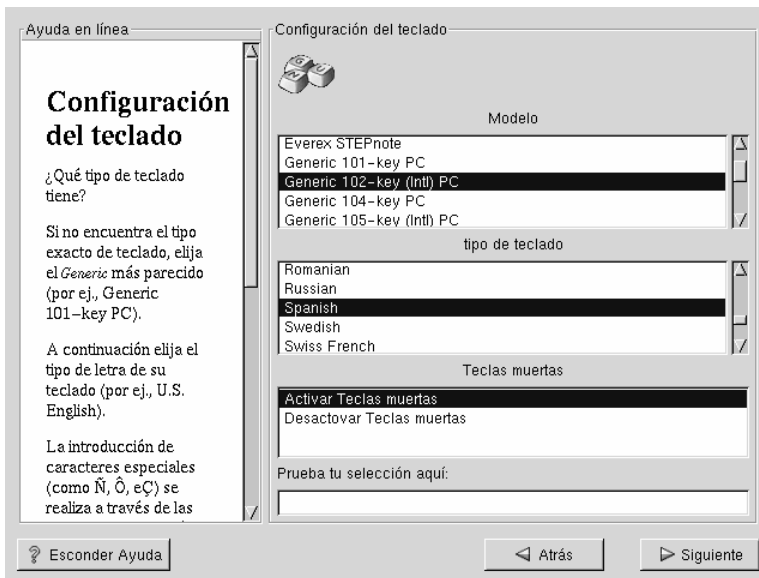 Ayuda en línea
Configuración
del teclado
¿Qué tipo de teclado
tiene?
Si no encuentra el tipo
exacto de teclado, elija
el Generic más parecido
(por ej., Generic
101-key PC).
A continuación elija el
tipo de letra de su
teclado (por ej., U.S.
English).
La introducción de
caracteres especiales
(como Ñ, Ô, eÇ) se
realiza a través de las
Configuración del teclado
G
N
U
Modelo
Everex STEPnote
Generic 101-key PC
Generic 102-key (Intl) PC
Generic 104-key PC
Generic 105-key (Intl) PC
tipo de teclado
Romanian
Russian
Spanish
Swedish
Swiss French
Teclas muertas
Activar Teclas muertas
Desactovar Teclas muertas
Prueba tu selección aquí:
? Esconder Ayuda
Atrás
Siguiente